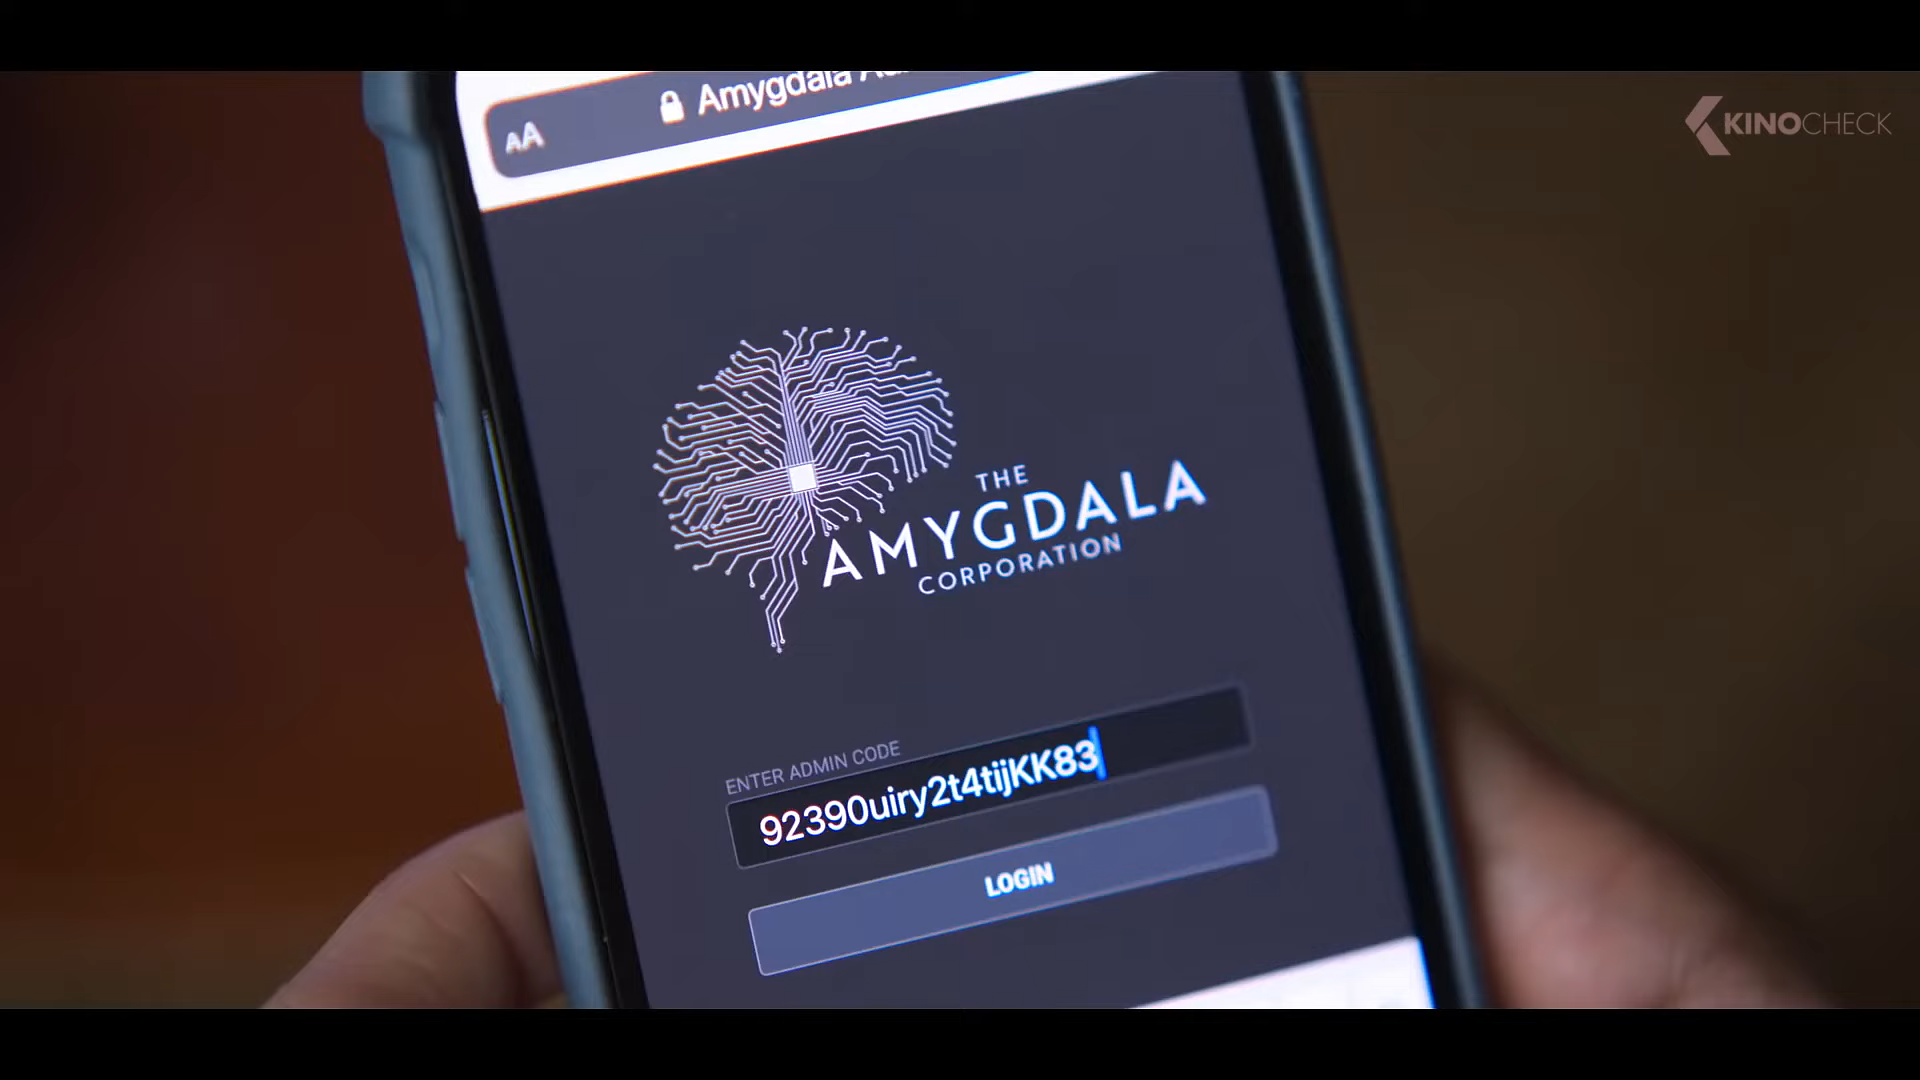 AA Amygdala
KINOCHECK
THE
AMYGDALA
CORPORATION
ENTER ADMIN CODE
92390uiry2t4tijKK83
LOGIN